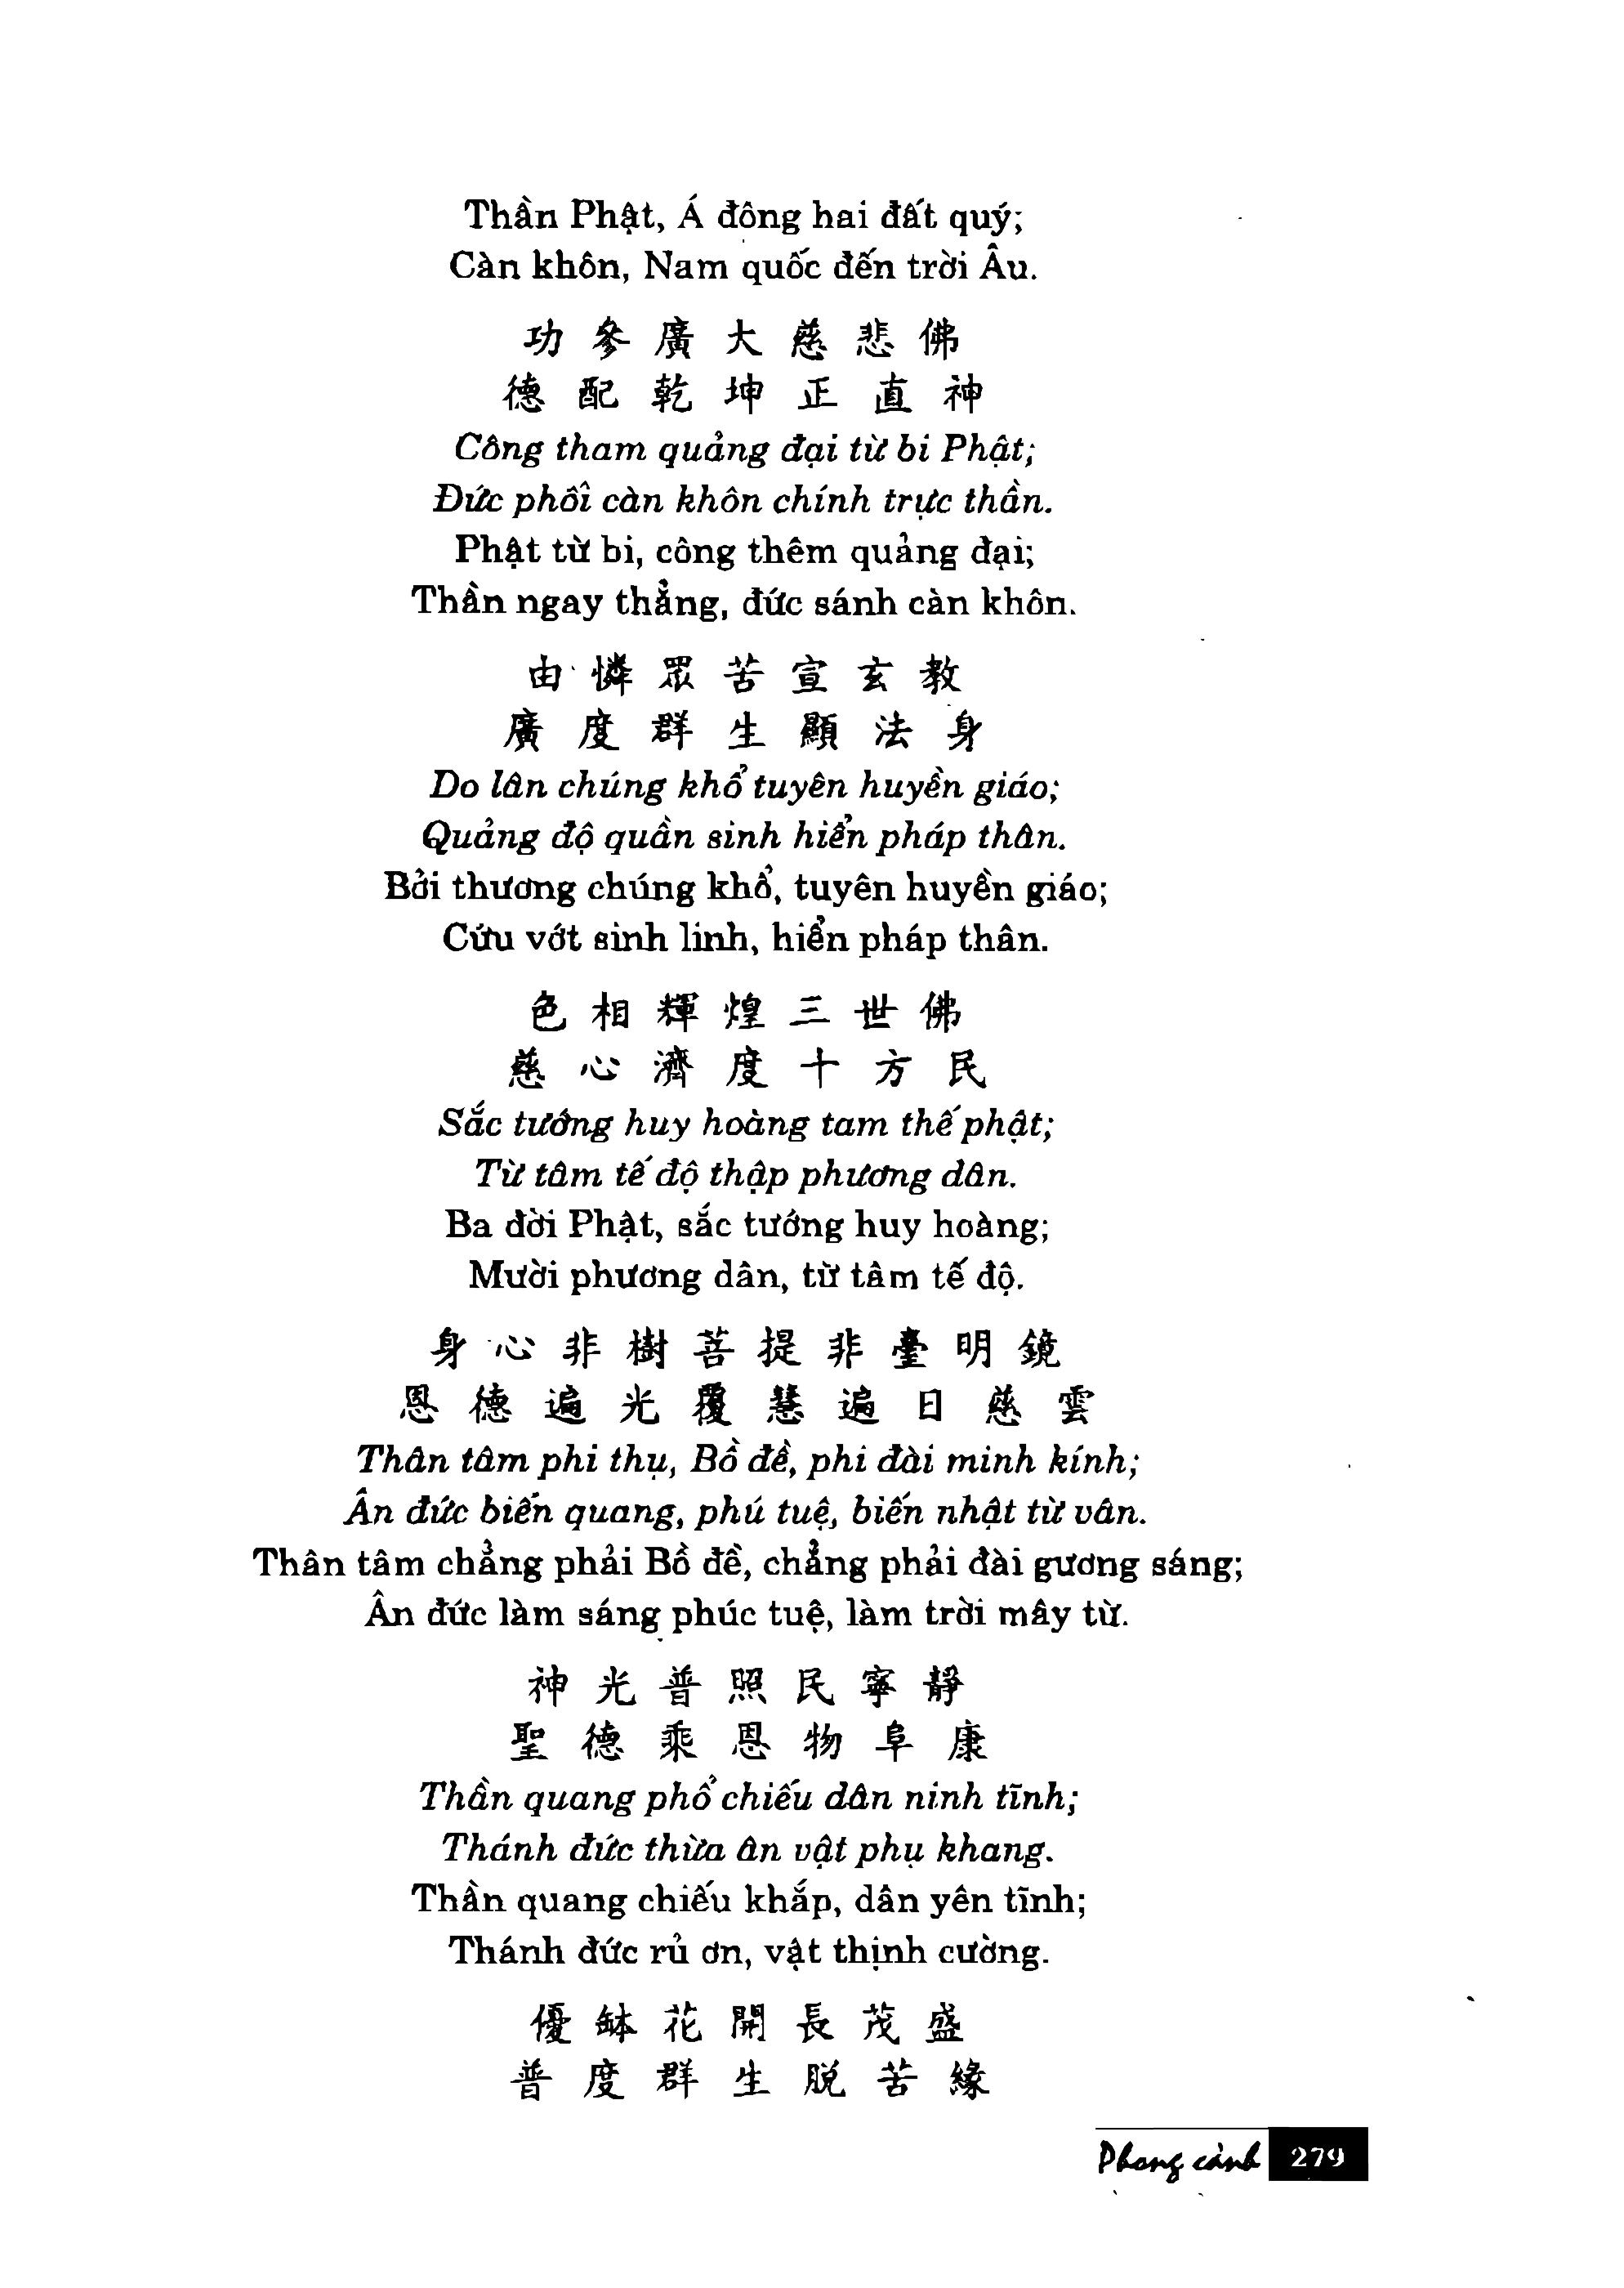 Thần Phật, Á đông hai đất quý;
Càn khôn, Nam quốc đến trời Âu.
功參廣大慈悲佛
德配乾坤正直神
Công tham quảng đại từ bi Phật;
Đức phối càn khôn chính trực thần.
Phật từ bi, công thêm quảng đại;
Thần ngay thẳng, đức sánh càn khôn.
由憐眾苦宣玄教
廣度群生顯法身
Do lân chúng khổ tuyên huyền giáo;
Quảng độ quần sinh hiển pháp thân.
Bởi thương chúng khổ, tuyên huyền giáo;
Cứu vớt sinh linh, hiển pháp thân.
色相輝煌三世佛
慈心濟度十方民
Sắc tướng huy hoàng tam thế phật;
Từ tâm tế độ thập phương dân.
Ba đời Phật, sắc tướng huy hoàng;
Mười phương dân, từ tâm tế độ.
身心非樹菩提非臺明鏡
恩德遍光覆慧遍日慈雲
Thân tâm phi thụ, Bồ đề, phi đài minh kính;
Ân đức biến quang, phú tuệ, biến nhật từ vân.
Thân tâm chẳng phải Bồ đề, chẳng phải đài gương sáng;
Ân đức làm sáng phúc tuệ, làm trời mây từ.
神光普照民寧靜
聖德乘恩物阜康
Thần quang phổ chiếu dân ninh tĩnh;
Thánh đức thừa ân vật phụ khang.
Thần quang chiếu khắp, dân yên tĩnh;
Thánh đức rủ ơn, vật thịnh cường.
優缽花開長茂盛
普度群生脫苦緣
Phong cảnh 279